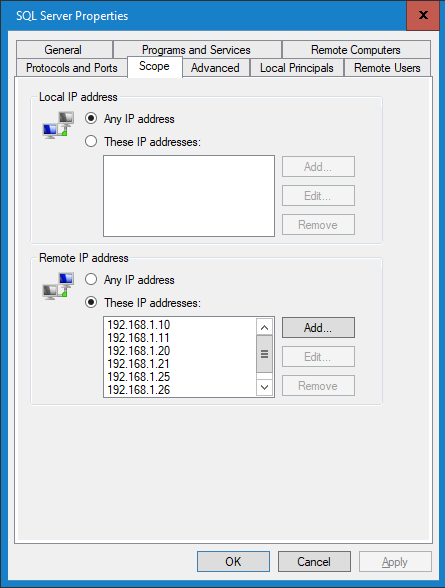 SQL Server Properties
General
Programs and Services
Remote Computers
Protocols and Ports
Scope
Advanced
Local Principals
Remote Users
Local IP address
Any IP address
These IP addresses:
Add...
Edit...
Remove
Remote IP address
Any IP address
These IP addresses:
192.168.1.10
192.168.1.11
192.168.1.20
192.168.1.21
192.168.1.25
192.168.1.26
Add...
Edit...
Remove
OK
Cancel
Apply